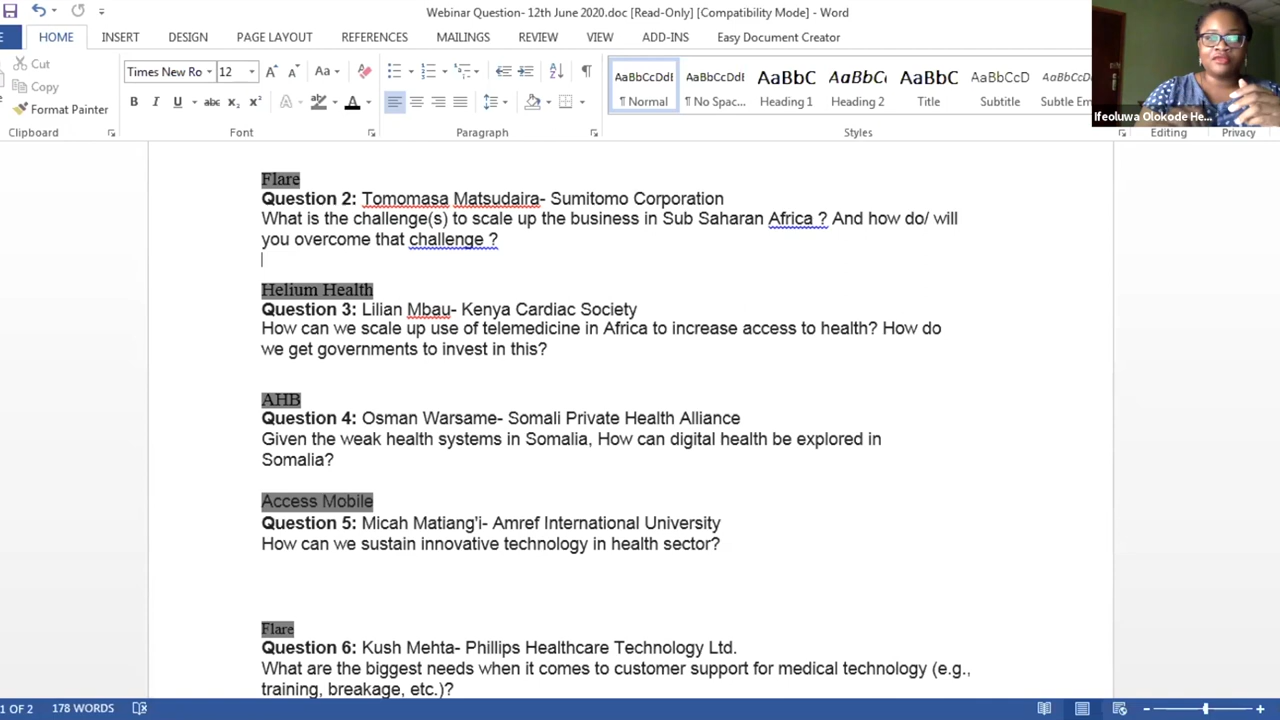 Webinar Question- 12th June 2020.doc [Read-Only] [Compatibility Mode] - Word
HOME INSERT DESIGN PAGE LAYOUT REFERENCES MAILINGS REVIEW VIEW ADD-INS Easy Document Creator
Cut
Copy
Format Painter
Clipboard
Times New Ro 12
Font
Paragraph
AaBbCcDdE AaBbCcDdE AaBbC AaBbCc AaBbC AaBbCcD AaBbCcDd
¶ Normal ¶ No Spac... Heading 1 Heading 2 Title Subtitle Subtle Em
Styles
Editing
Privacy
Ifeoluwa Olokode He...
Flare
Question 2: Tomomasa Matsudaira- Sumitomo Corporation
What is the challenge(s) to scale up the business in Sub Saharan Africa ? And how do/ will
you overcome that challenge ?
Helium Health
Question 3: Lilian Mbau- Kenya Cardiac Society
How can we scale up use of telemedicine in Africa to increase access to health? How do
we get governments to invest in this?
AHB
Question 4: Osman Warsame- Somali Private Health Alliance
Given the weak health systems in Somalia, How can digital health be explored in
Somalia?
Access Mobile
Question 5: Micah Matiang'i- Amref International University
How can we sustain innovative technology in health sector?
Flare
Question 6: Kush Mehta- Phillips Healthcare Technology Ltd.
What are the biggest needs when it comes to customer support for medical technology (e.g.,
training, breakage, etc.)?
1 OF 2 178 WORDS